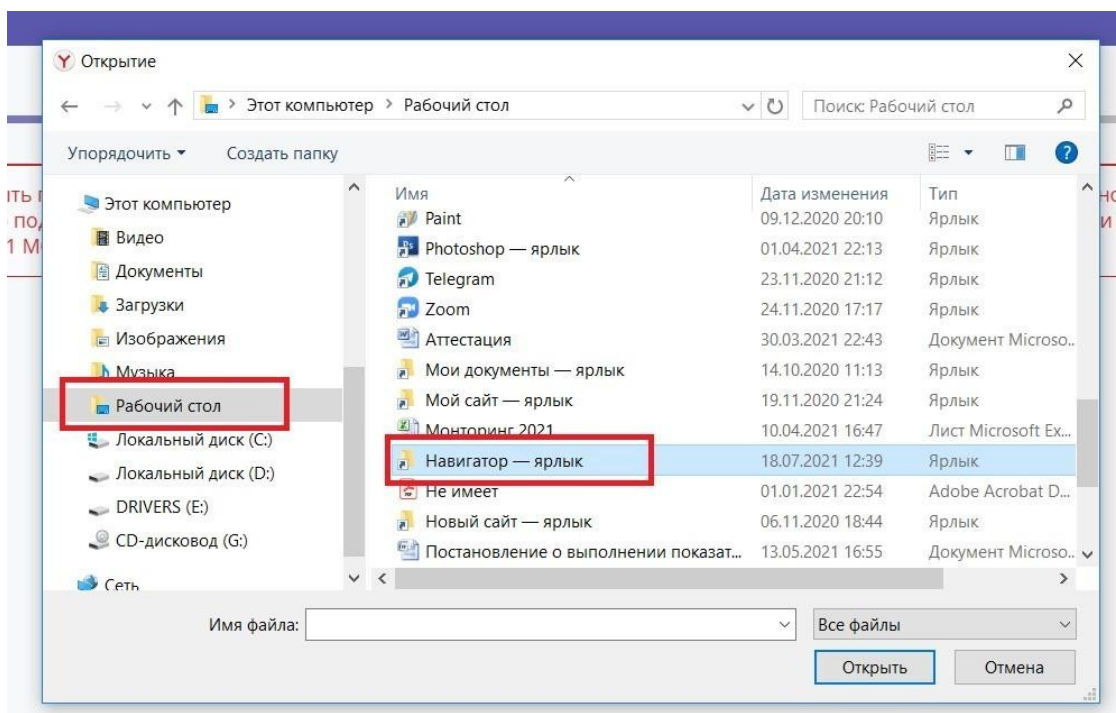 Открытие
Этот компьютер > Рабочий стол
Поиск: Рабочий стол
Упорядочить
Создать папку
Этот компьютер
Видео
Документы
Загрузки
Изображения
Музыка
Рабочий стол
Локальный диск (C:)
Локальный диск (D:)
DRIVERS (E:)
CD-дисковод (G:)
Сеть
Имя Дата изменения Тип
Paint 09.12.2020 20:10 Ярлык
Photoshop — ярлык 01.04.2021 22:13 Ярлык
Telegram 23.11.2020 21:12 Ярлык
Zoom 24.11.2020 17:17 Ярлык
Аттестация 30.03.2021 22:43 Документ Microso...
Мои документы — ярлык 14.10.2020 11:13 Ярлык
Мой сайт — ярлык 19.11.2020 21:24 Ярлык
Монторинг 2021 10.04.2021 16:47 Лист Microsoft Ex...
Навигатор — ярлык 18.07.2021 12:39 Ярлык
Не имеет 01.01.2021 22:54 Adobe Acrobat D...
Новый сайт — ярлык 06.11.2020 18:44 Ярлык
Постановление о выполнении показат... 13.05.2021 16:55 Документ Microso...
Имя файла:
Все файлы
Открыть
Отмена